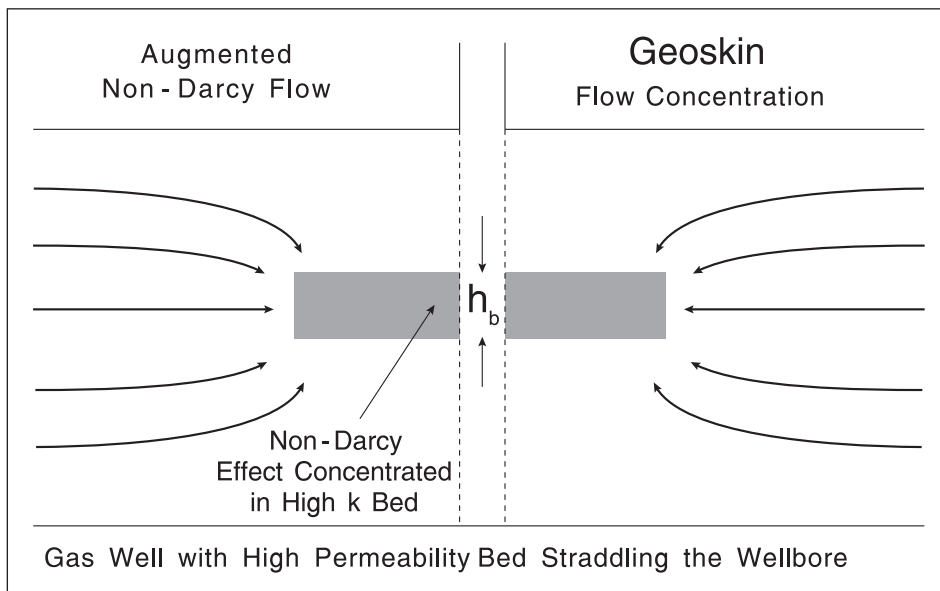 Augmented
Non - Darcy Flow
Geoskin
Flow Concentration
h_b
Non - Darcy
Effect Concentrated
in High k Bed
Gas Well with High Permeability Bed Straddling the Wellbore